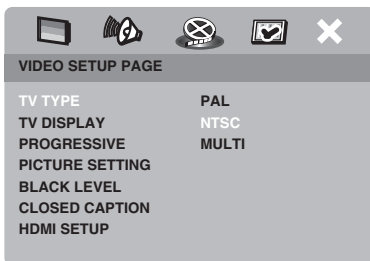 VIDEO SETUP PAGE
TV TYPE PAL
TV DISPLAY NTSC
PROGRESSIVE MULTI
PICTURE SETTING
BLACK LEVEL
CLOSED CAPTION
HDMI SETUP